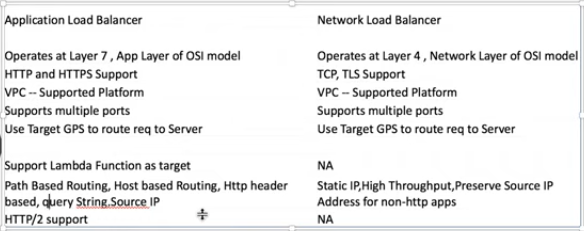 Application Load Balancer
Network Load Balancer
Operates at Layer 7 , App Layer of OSI model
Operates at Layer 4 , Network Layer of OSI model
HTTP and HTTPS Support
TCP, TLS Support
VPC -- Supported Platform
VPC -- Supported Platform
Supports multiple ports
Supports multiple ports
Use Target GPS to route req to Server
Use Target GPS to route req to Server
Support Lambda Function as target
NA
Path Based Routing, Host based Routing, Http header
based, query String,Source IP
Static IP,High Throughput,Preserve Source IP
Address for non-http apps
HTTP/2 support
NA